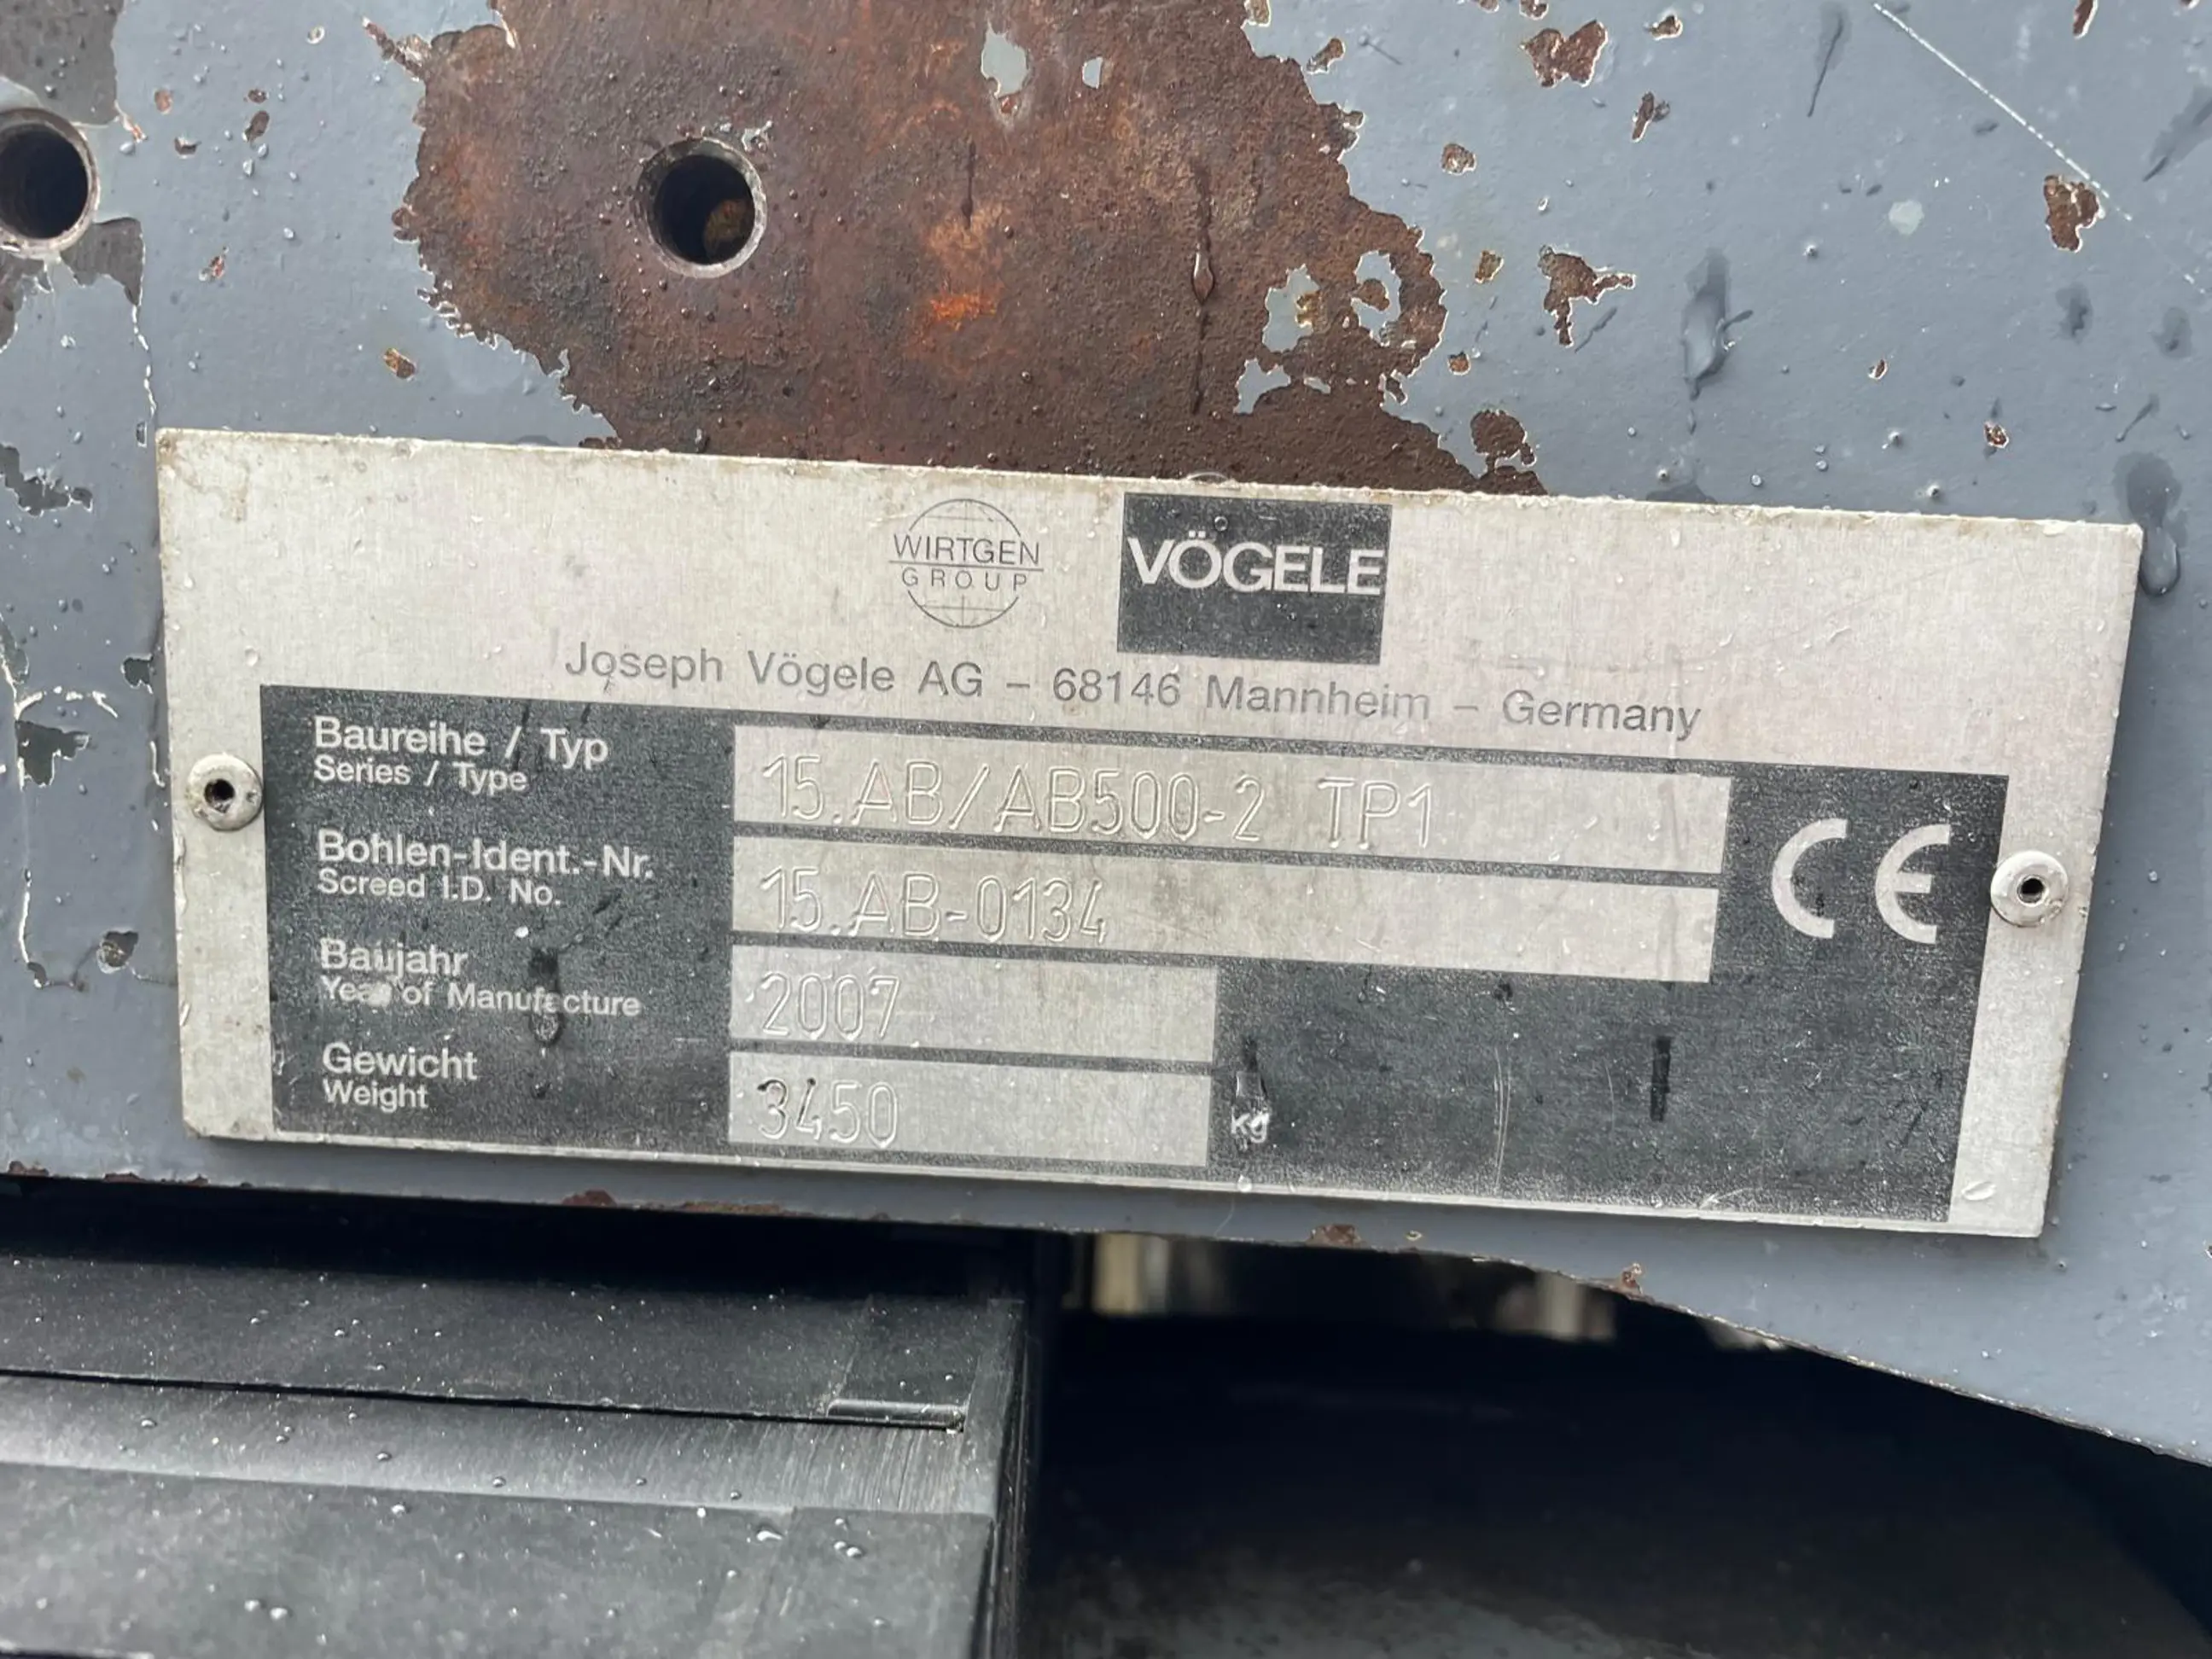 WIRTGEN
GROUP
VÖGELE
Joseph Vögele AG – 68146 Mannheim – Germany
Baureihe / Typ
Series / Type
15.AB/AB500-2 TP1
Bohlen-Ident.-Nr.
Screed I.D. No.
15.AB-0134
Baujahr
Year of Manufacture
2007
Gewicht
Weight
3450
kg
CE